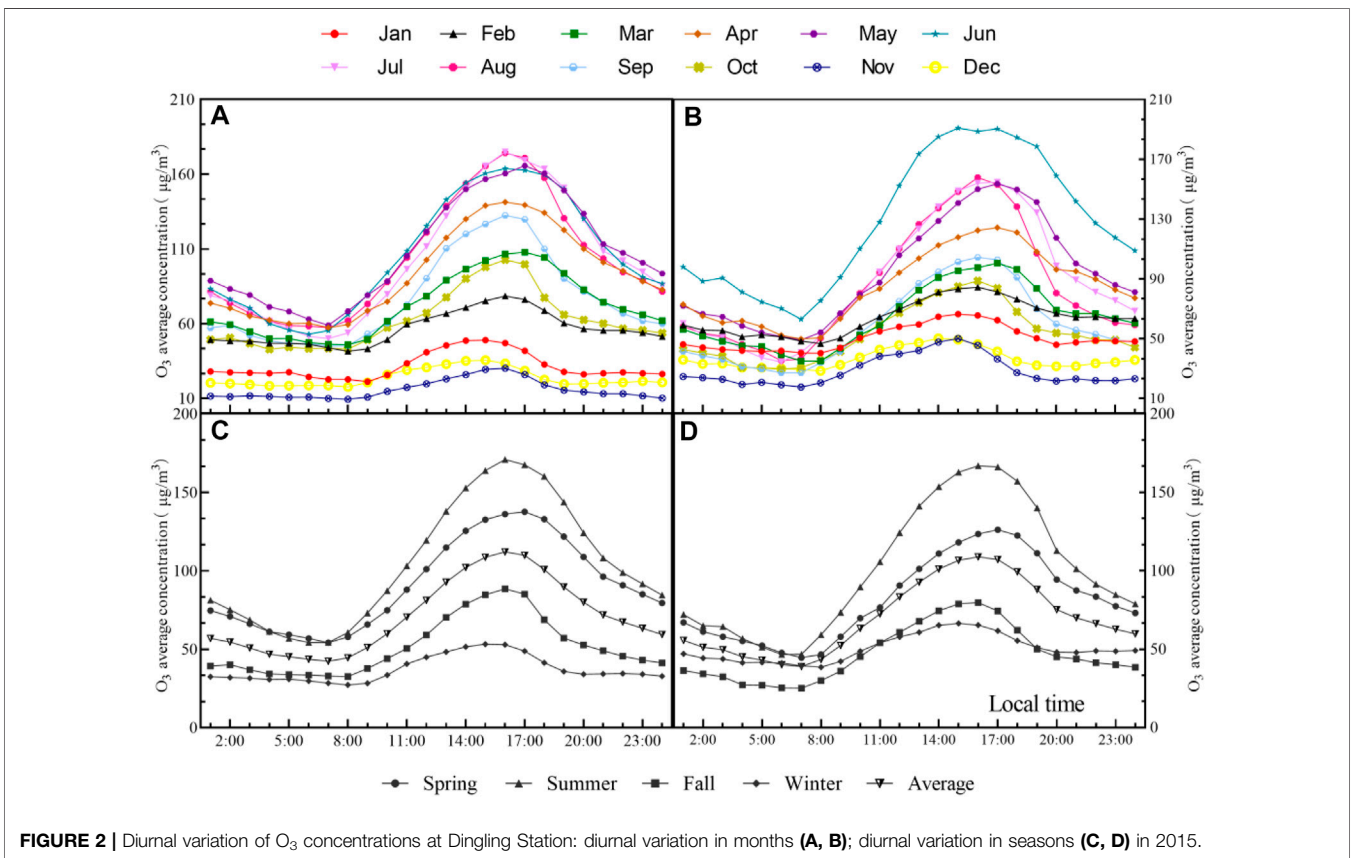 Jan Feb Mar Apr May Jun
Jul Aug Sep Oct Nov Dec
A
B
210
160
110
60
10
O₃ average concentration ( μg/m³)
210
170
130
90
50
10
O₃ average concentration ( μg/m³)
C
D
200
150
100
50
0
O₃ average concentration ( μg/m³)
200
150
100
50
0
O₃ average concentration ( μg/m³)
Local time
2:00 5:00 8:00 11:00 14:00 17:00 20:00 23:00
2:00 5:00 8:00 11:00 14:00 17:00 20:00 23:00
Spring Summer Fall Winter Average
FIGURE 2 | Diurnal variation of O₃ concentrations at Dingling Station: diurnal variation in months (A, B); diurnal variation in seasons (C, D) in 2015.